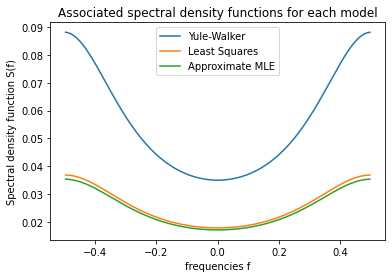 Associated spectral density functions for each model
Yule-Walker
Least Squares
Approximate MLE
Spectral density function S(f)
0.09
0.08
0.07
0.06
0.05
0.04
0.03
0.02
−0.4 −0.2 0.0 0.2 0.4
frequencies f